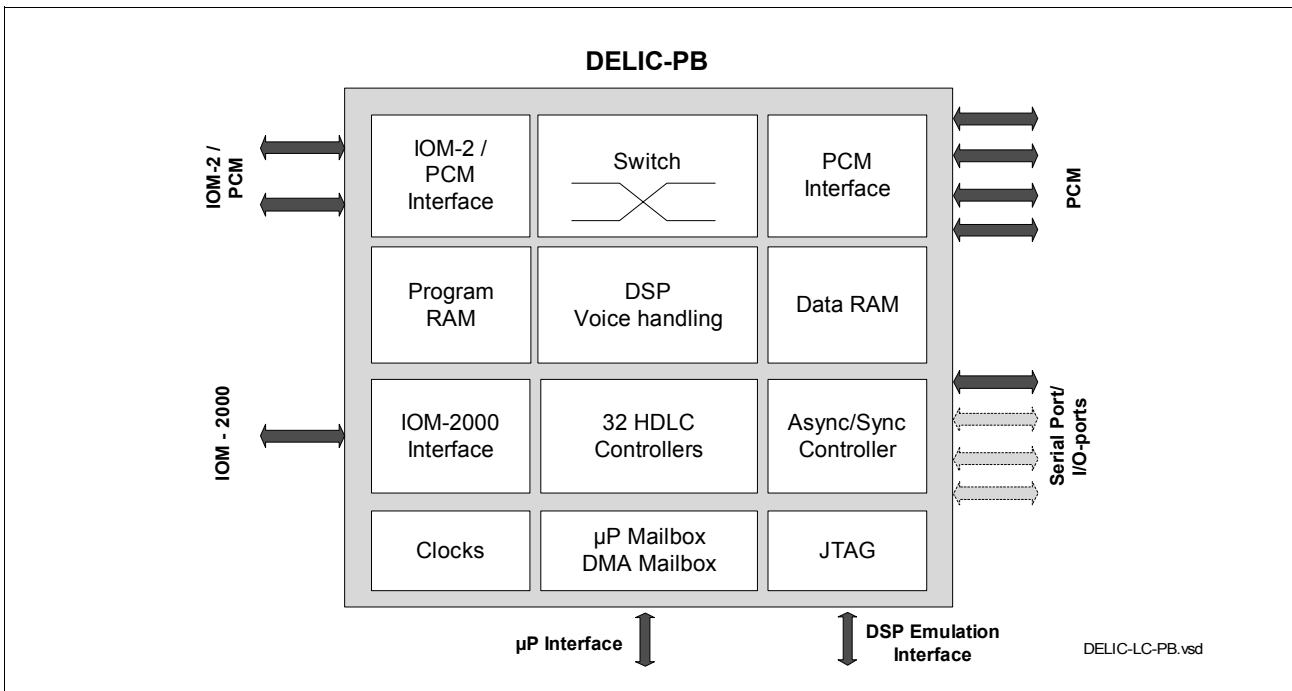 DELIC-PB
IOM-2 /
PCM
IOM-2 /
PCM
Interface
Switch
PCM
Interface
PCM
Program
RAM
DSP
Voice handling
Data RAM
IOM - 2000
IOM-2000
Interface
32 HDLC
Controllers
Async/Sync
Controller
Serial Port/
I/O-ports
Clocks
µP Mailbox
DMA Mailbox
JTAG
µP Interface
DSP Emulation
Interface
DELIC-LC-PB.vsd